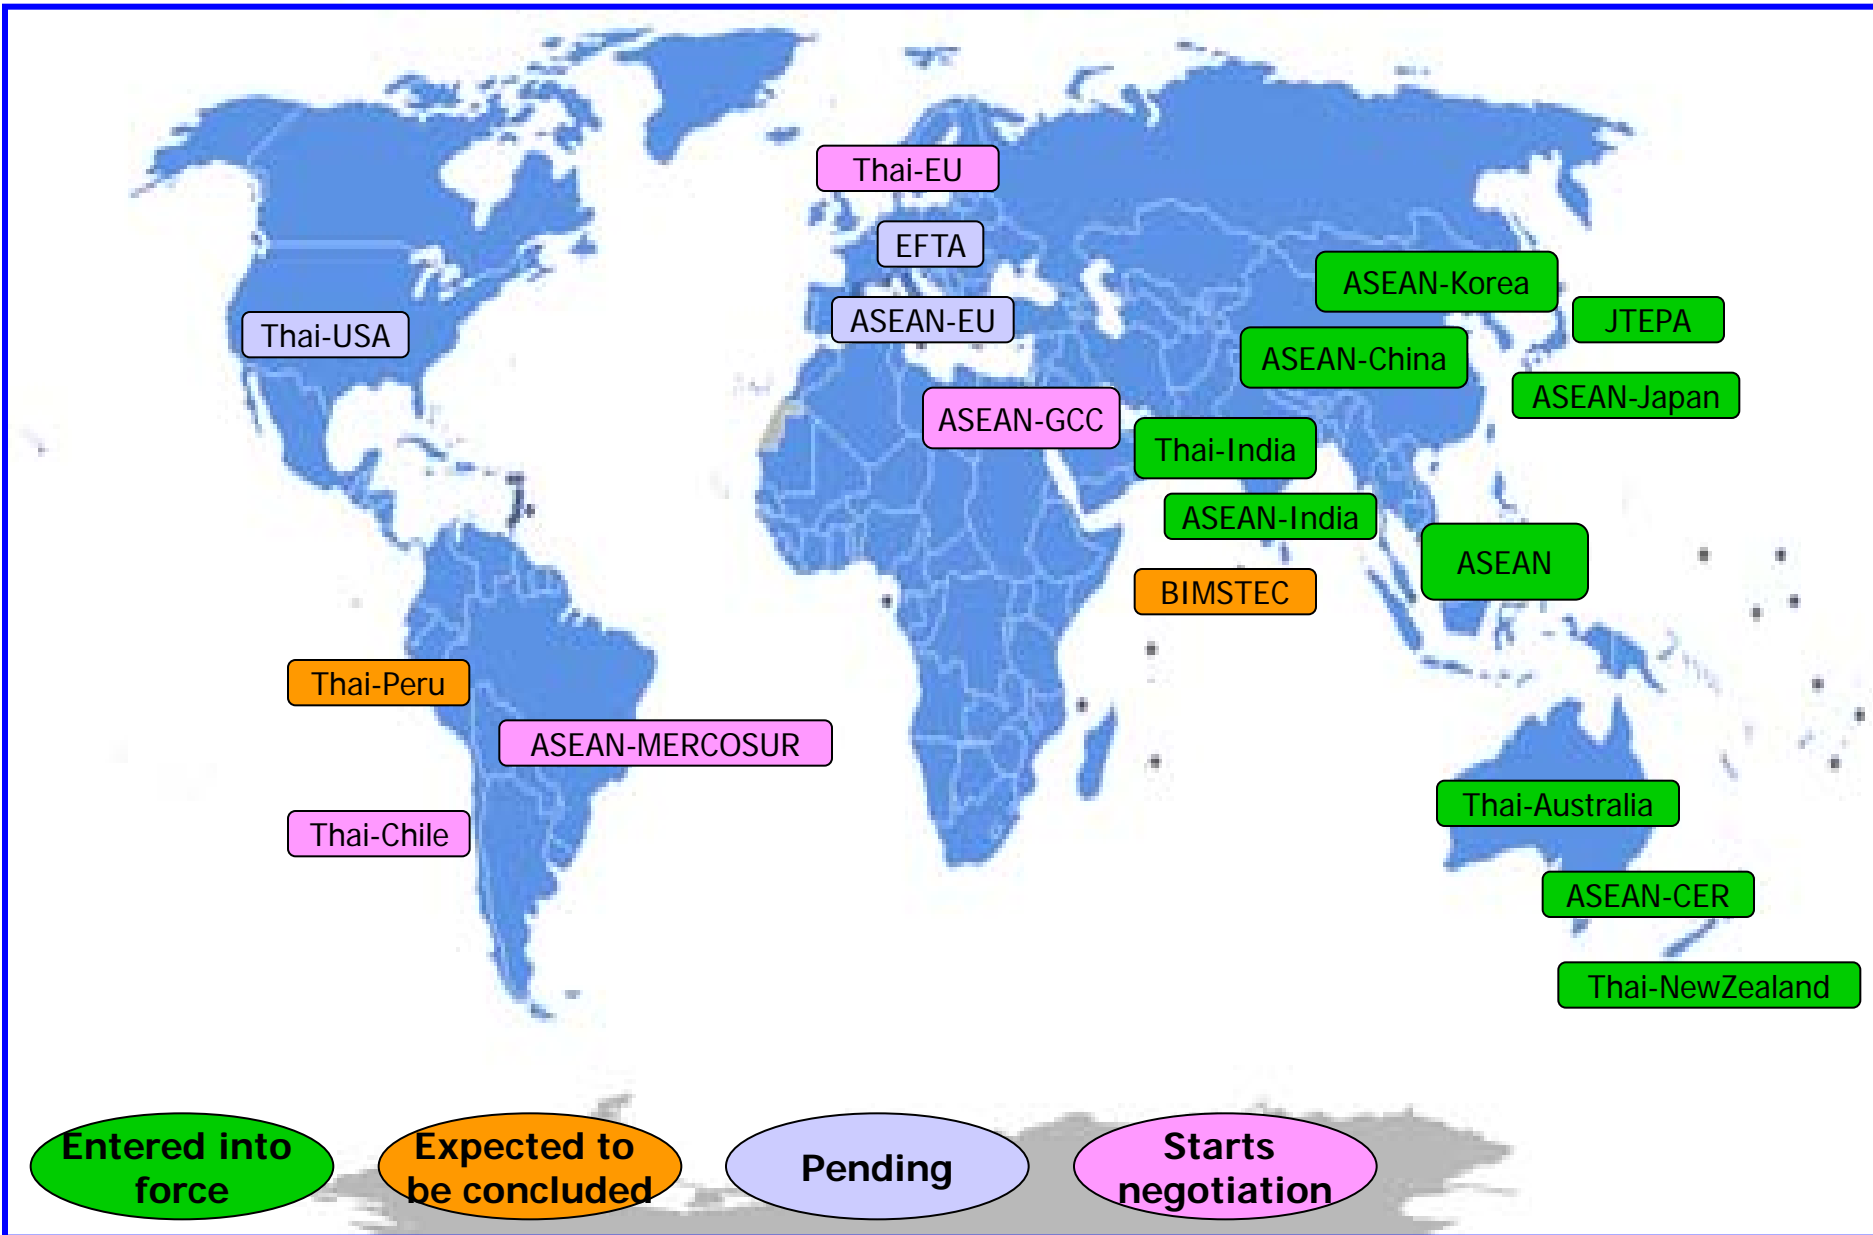 Thai-EU
EFTA
ASEAN-Korea
Thai-USA
ASEAN-EU
JTEPA
ASEAN-China
ASEAN-Japan
ASEAN-GCC
Thai-India
ASEAN-India
ASEAN
BIMSTEC
Thai-Peru
ASEAN-MERCOSUR
Thai-Chile
Thai-Australia
ASEAN-CER
Thai-NewZealand
Entered into
force
Expected to
be concluded
Pending
Starts
negotiation